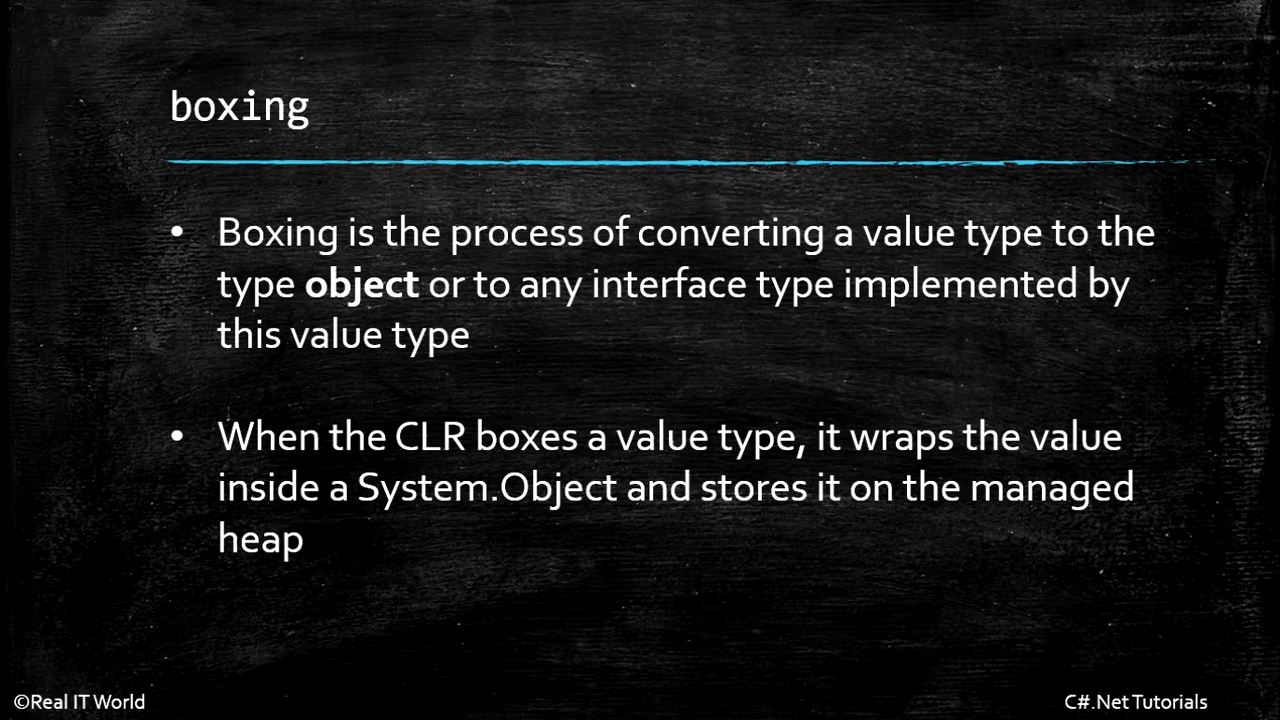 boxing
• Boxing is the process of converting a value type to the
type object or to any interface type implemented by
this value type
• When the CLR boxes a value type, it wraps the value
inside a System.Object and stores it on the managed
heap
©Real IT World
C#.Net Tutorials